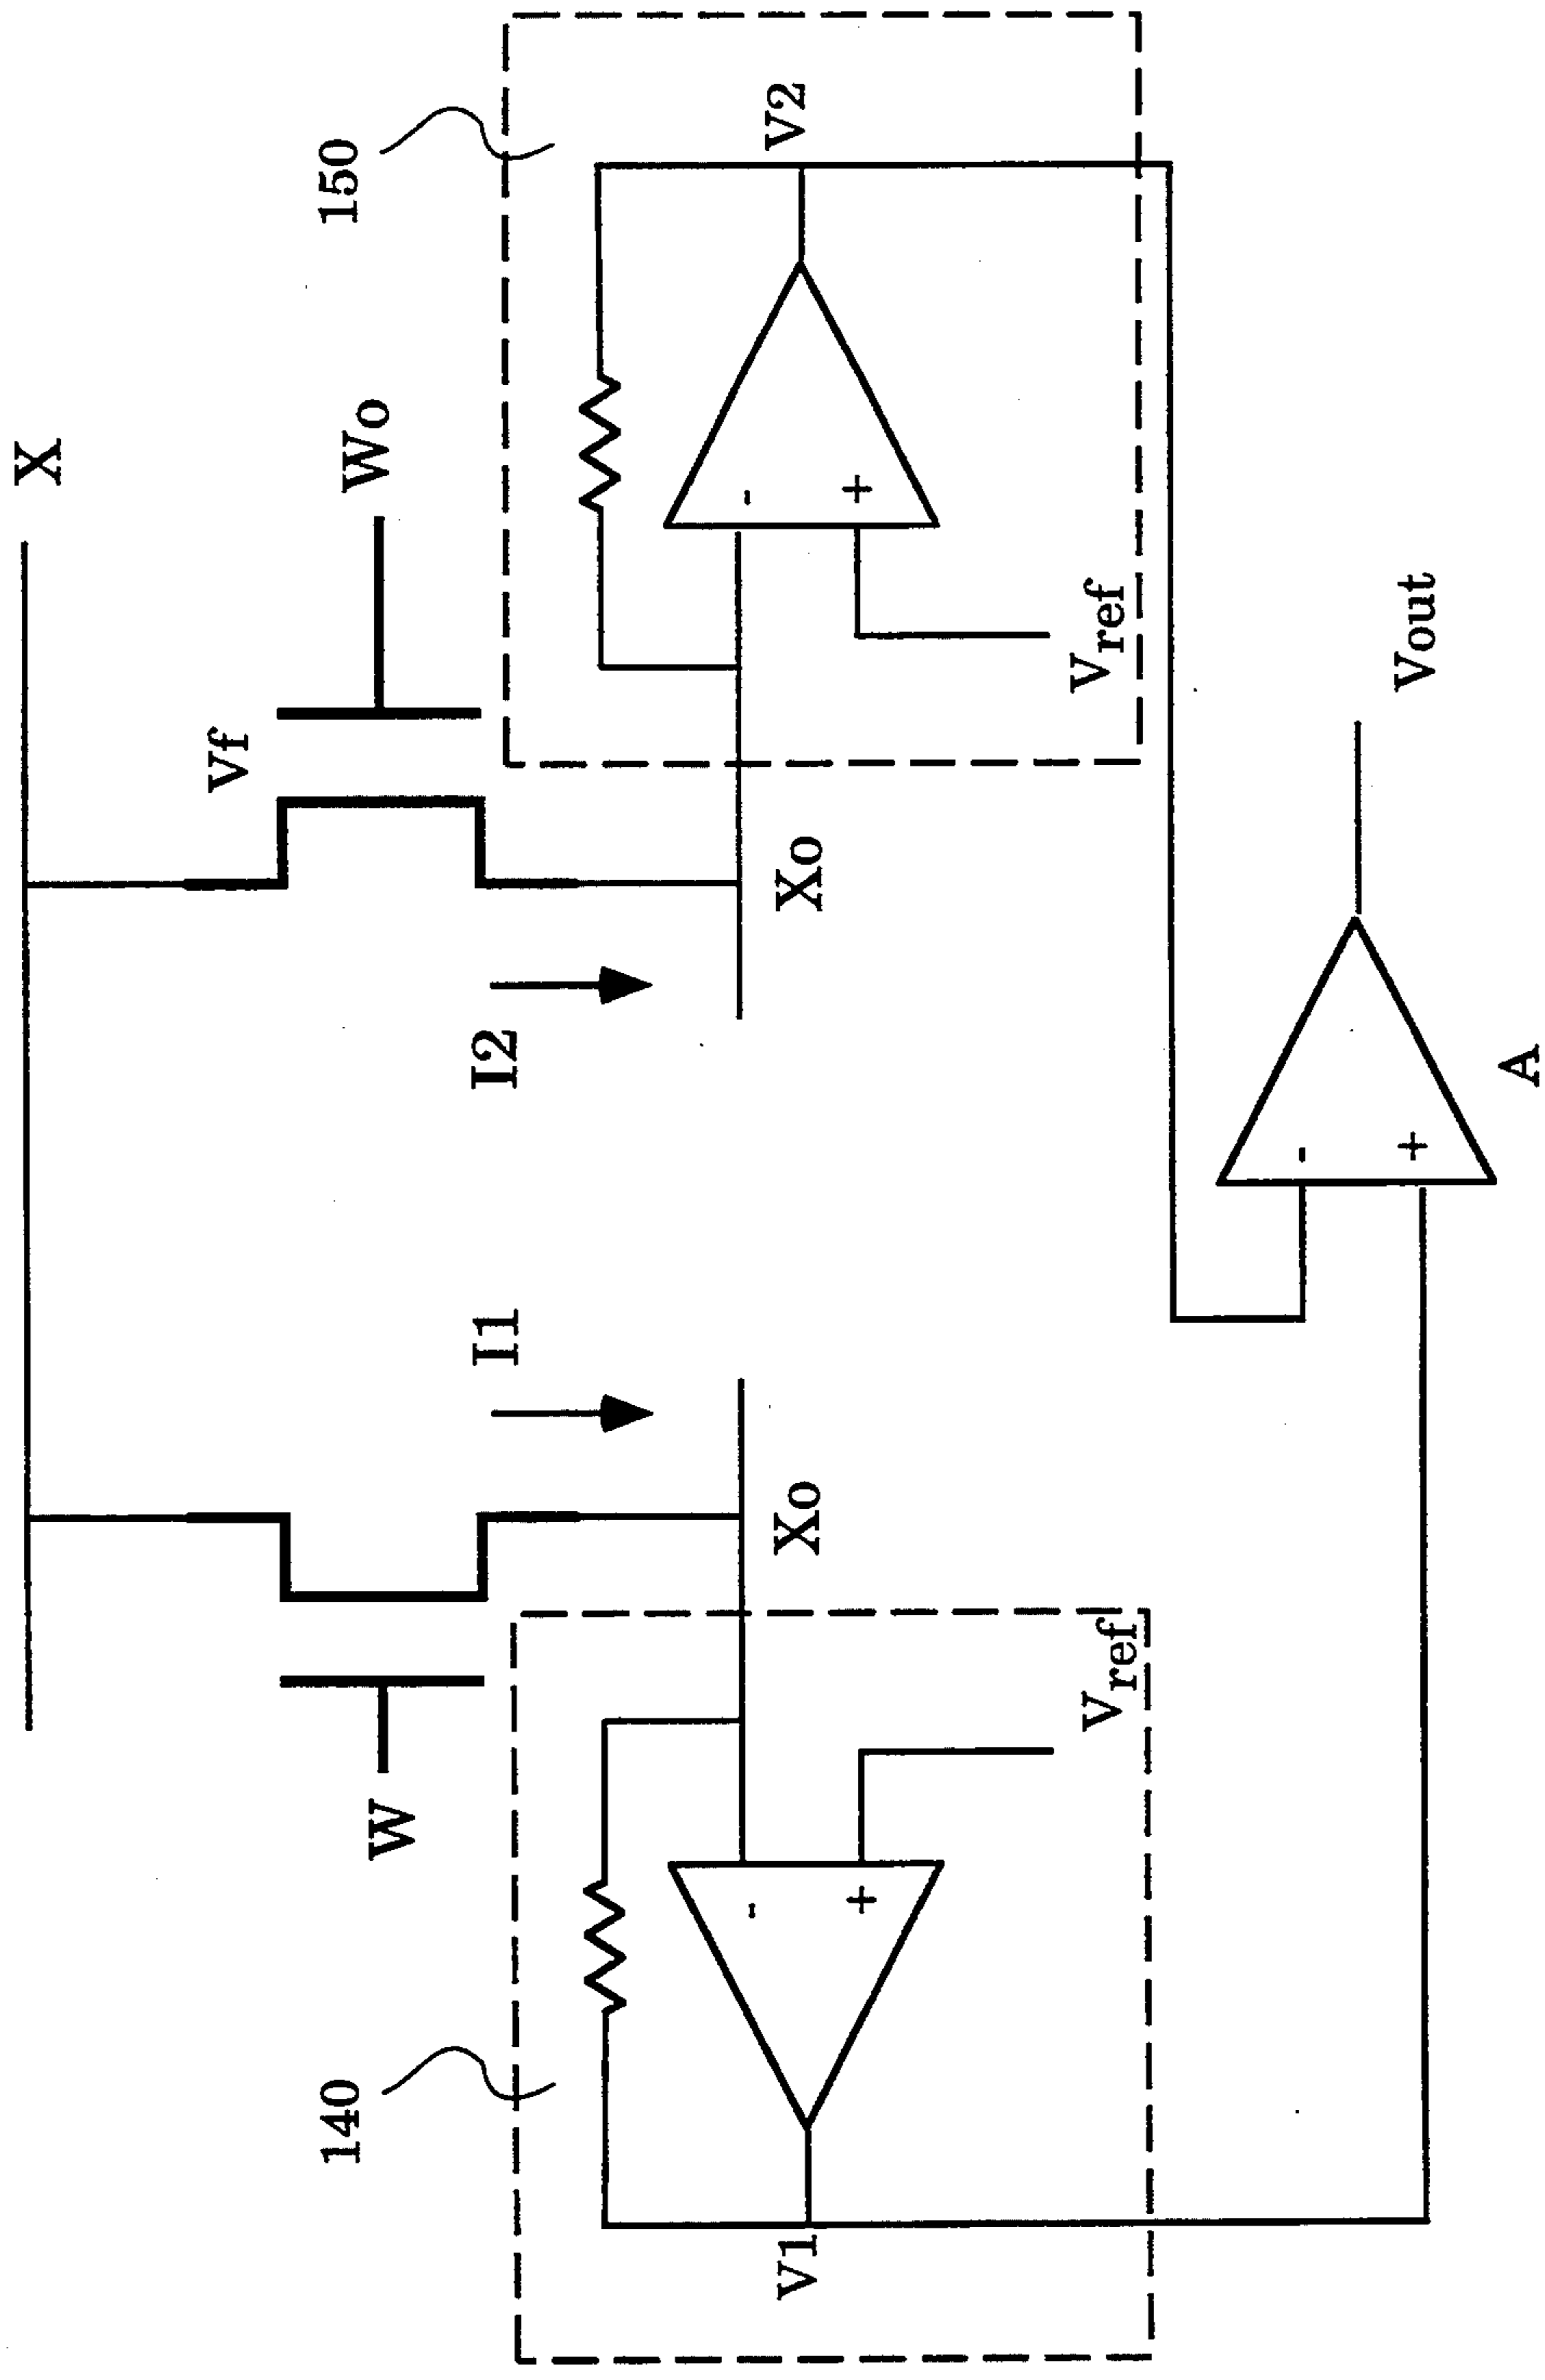 X
W
Wo
Vf
I1
I2
Xo
Xo
140
150
-
+
-
+
V1
V2
Vref
Vref
-
+
Vout
A